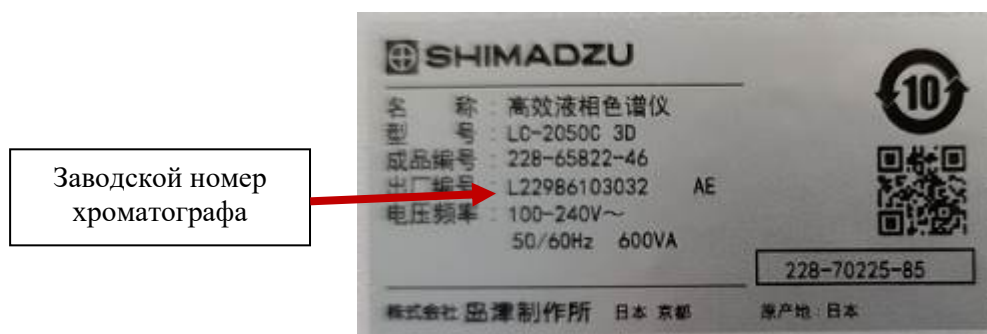 Заводской номер
хроматографа
SHIMADZU
名 称 : 高效液相色谱仪
型 号 : LC-2050C 3D
成品编号 : 228-65822-46
出厂编号 : L22986103032 AE
电压频率 : 100-240V~
50/60Hz 600VA
10
228-70225-85
株式会社 岛津制作所 日本 京都
原产地:日本